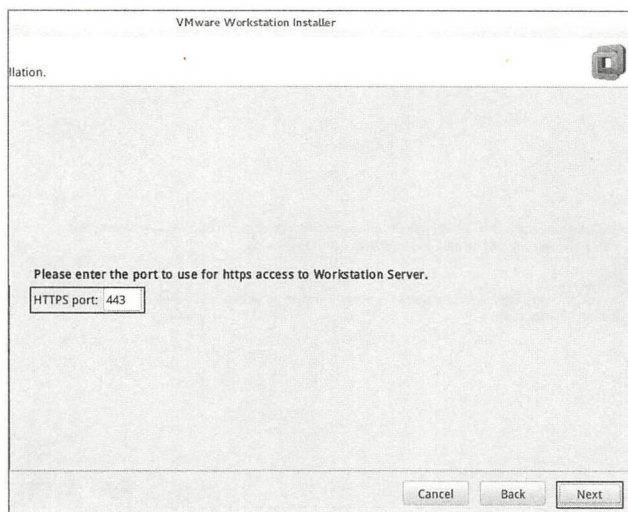 VMware Workstation Installer
llation.
Please enter the port to use for https access to Workstation Server.
HTTPS port: 443
Cancel Back Next